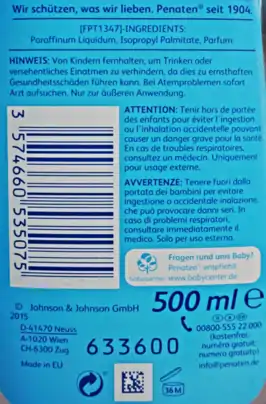 Wir schützen, was wir lieben. Penaten® seit 1904.
[FPT1347]-INGREDIENTS:
Paraffinum Liquidum, Isopropyl Palmitate, Parfum
HINWEIS: Von Kindern fernhalten, um Trinken oder
versehentliches Einatmen zu verhindern, da dies zu ernsthaften
Gesundheitsschäden führen kann. Bei Atemproblemen sofort
Arzt aufsuchen. Nur zur äußeren Anwendung.
ATTENTION: Tenir hors de portée
des enfants pour éviter l'ingestion
ou l'inhalation accidentelle pouvant
causer un danger grave pour la santé.
En cas de troubles respiratoires,
consultez un médecin. Uniquement
pour usage externe.
AVVERTENZE: Tenere fuori dalla
portata dei bambini per evitare
ingestione o accidentale inalazione,
che può provocare danni seri. In
caso di problemi respiratori,
consultare immediatamente il
medico. Solo per uso esterno.
3 574660 535075
Fragen rund ums Baby?
Penaten® empfiehlt
www.babycenter.de
© Johnson & Johnson GmbH
2015
500 ml e
D-41470 Neuss
A-1020 Wien
CH-6300 Zug
Made in EU
633600
00800-555 22 000
(kostenfrei,
numéro gratuit,
numero gratuito)
info@penaten.de
36 M